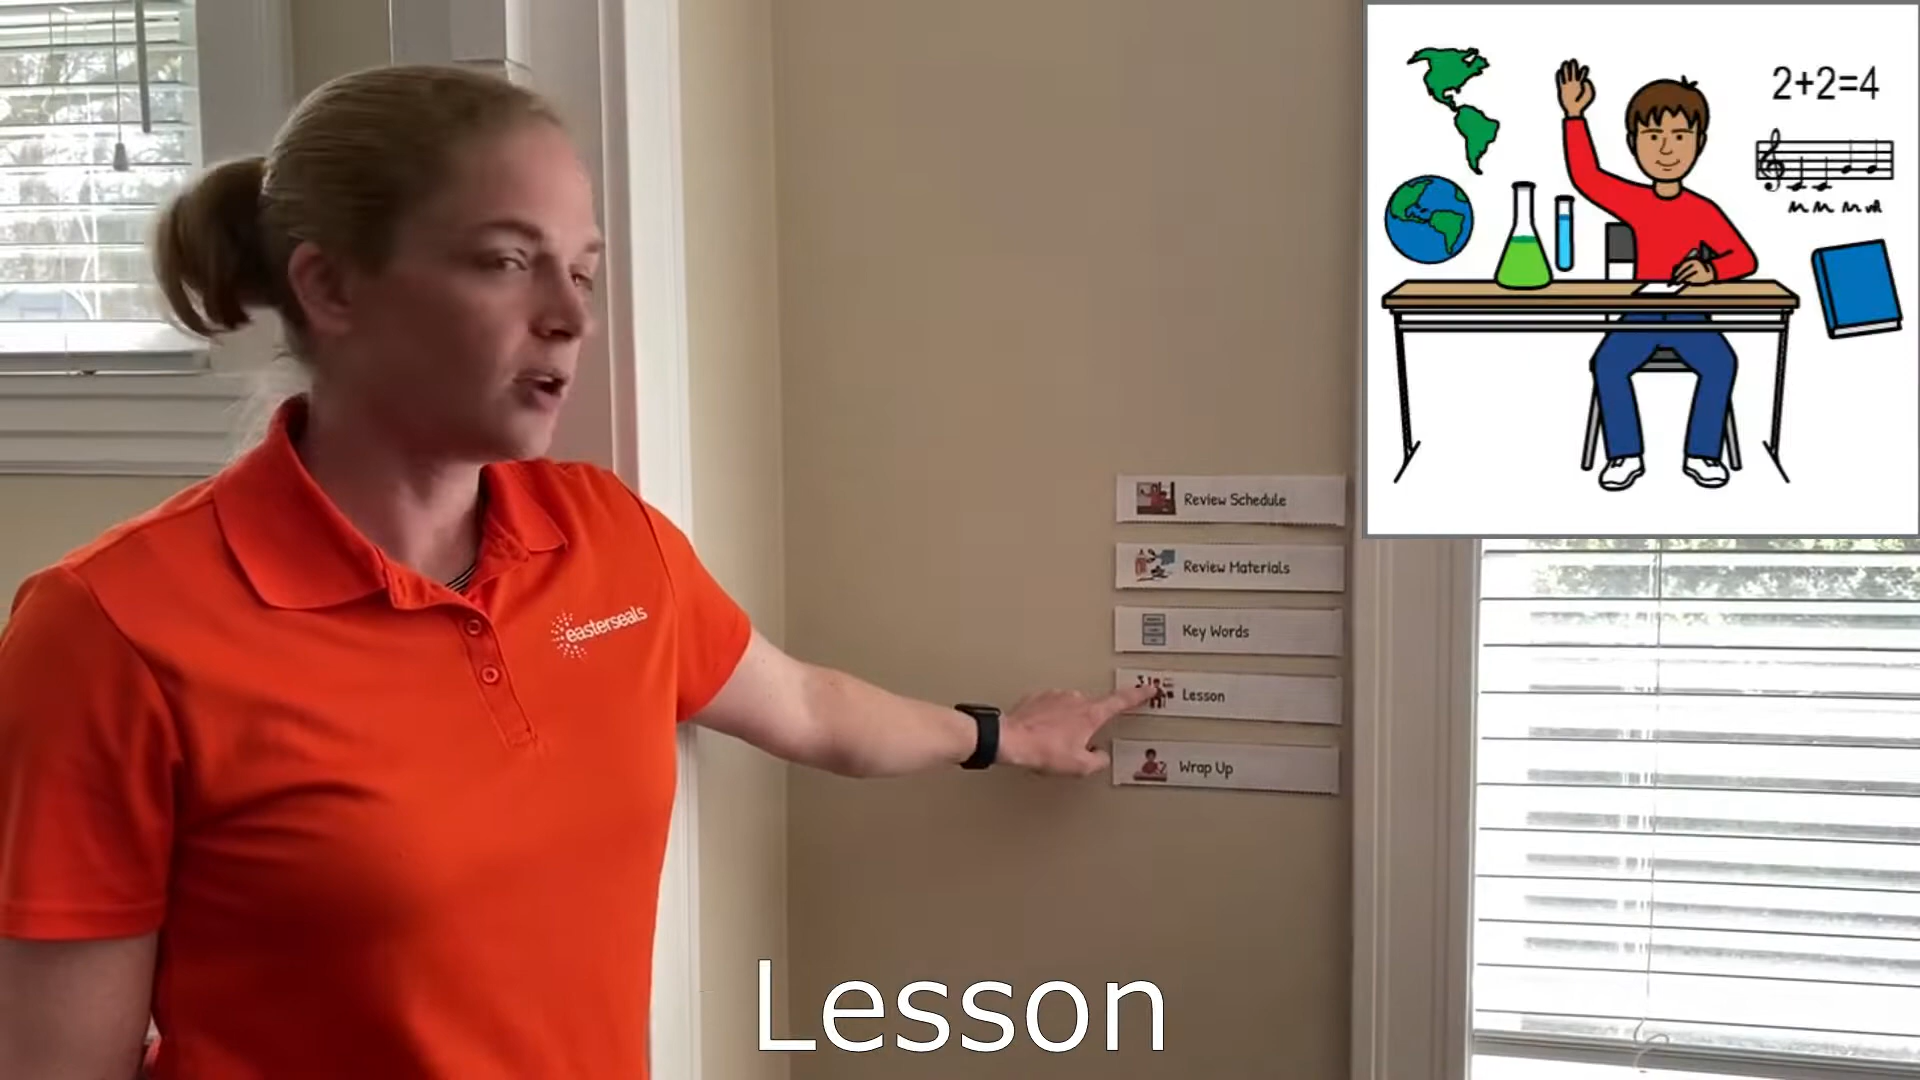 2+2=4
Review Schedule
Review Materials
Key Words
Lesson
Wrap Up
easterseals
Lesson